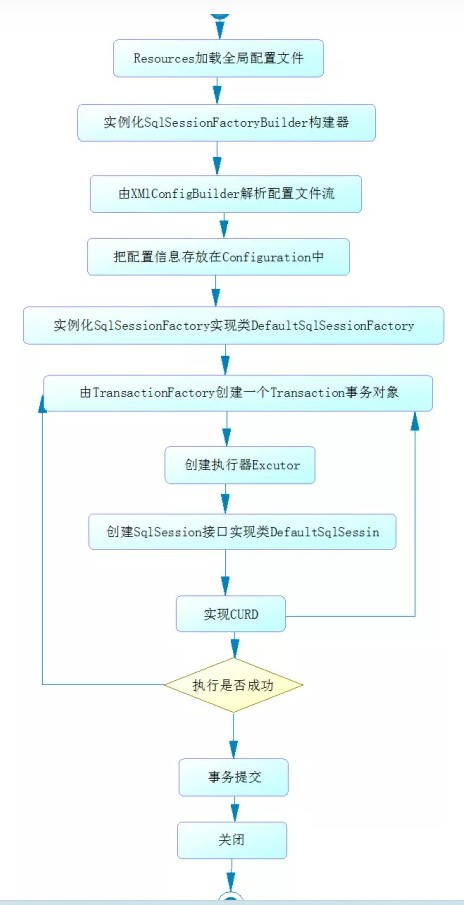 Resources加载全局配置文件
实例化SqlSessionFactoryBuilder构建器
由XMlConfigBuilder解析配置文件流
把配置信息存放在Configuration中
实例化SqlSessionFactory实现类DefaultSqlSessionFactory
由TransactionFactory创建一个Transaction事务对象
创建执行器Excutor
创建SqlSession接口实现类DefaultSqlSessin
实现CURD
执行是否成功
事务提交
关闭